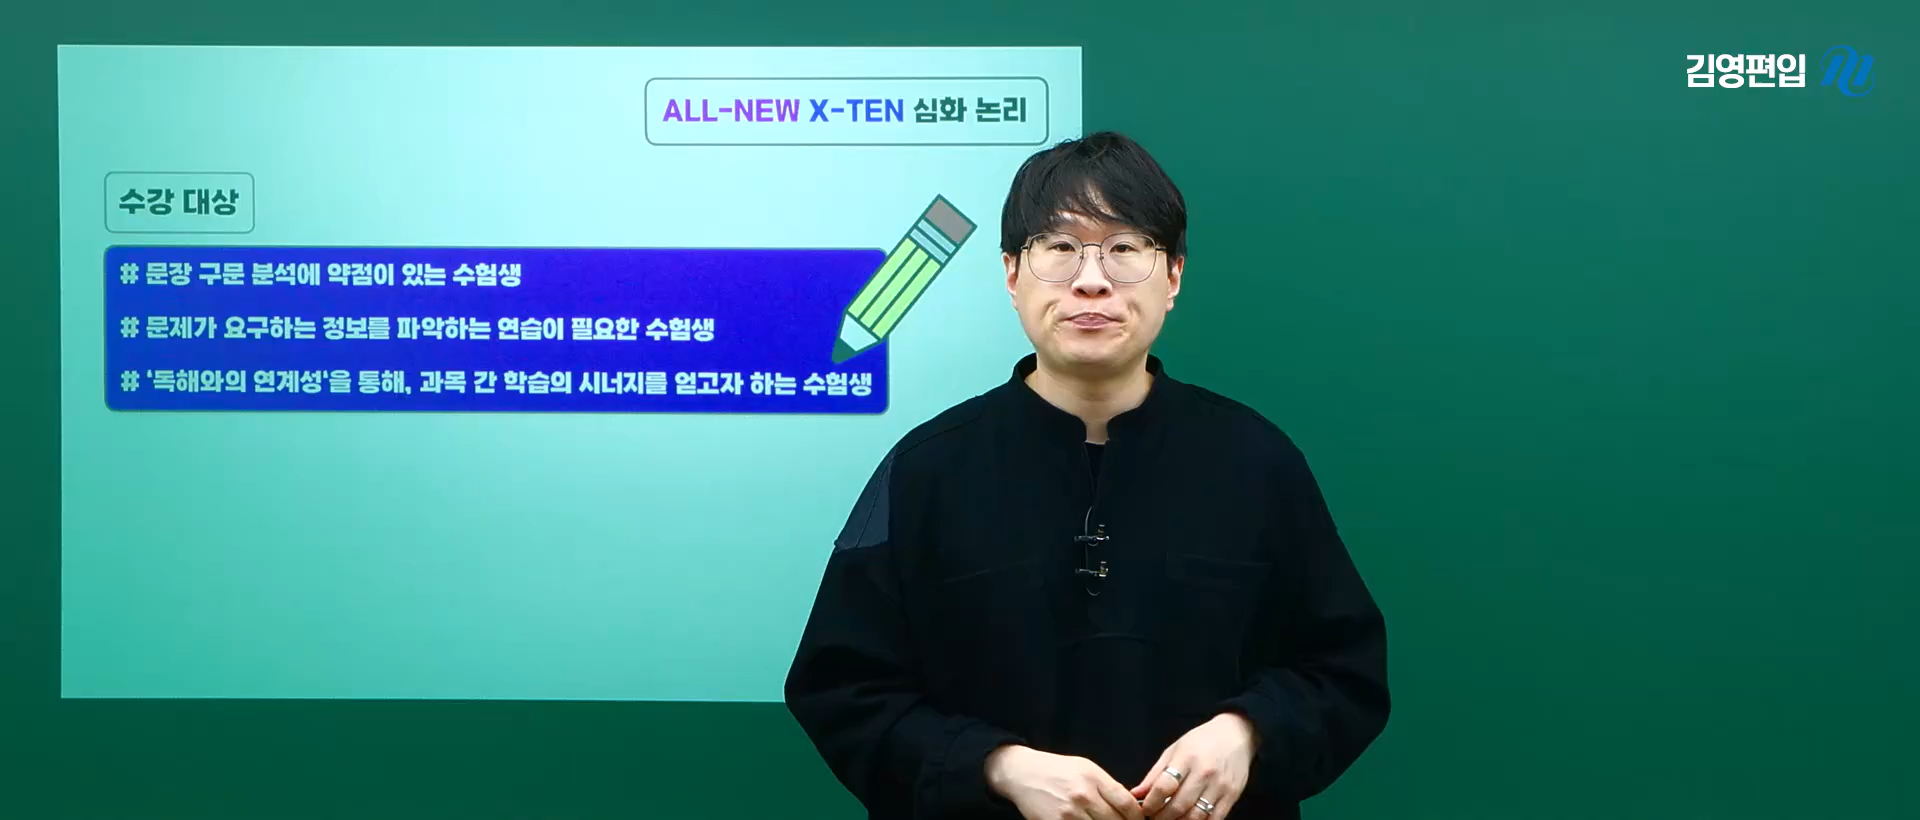 김영편입
ALL-NEW X-TEN 심화 논리
수강 대상
# 문장 구문 분석에 약점이 있는 수험생
# 문제가 요구하는 정보를 파악하는 연습이 필요한 수험생
# ‘독해와의 연계성‘을 통해, 과목 간 학습의 시너지를 얻고자 하는 수험생